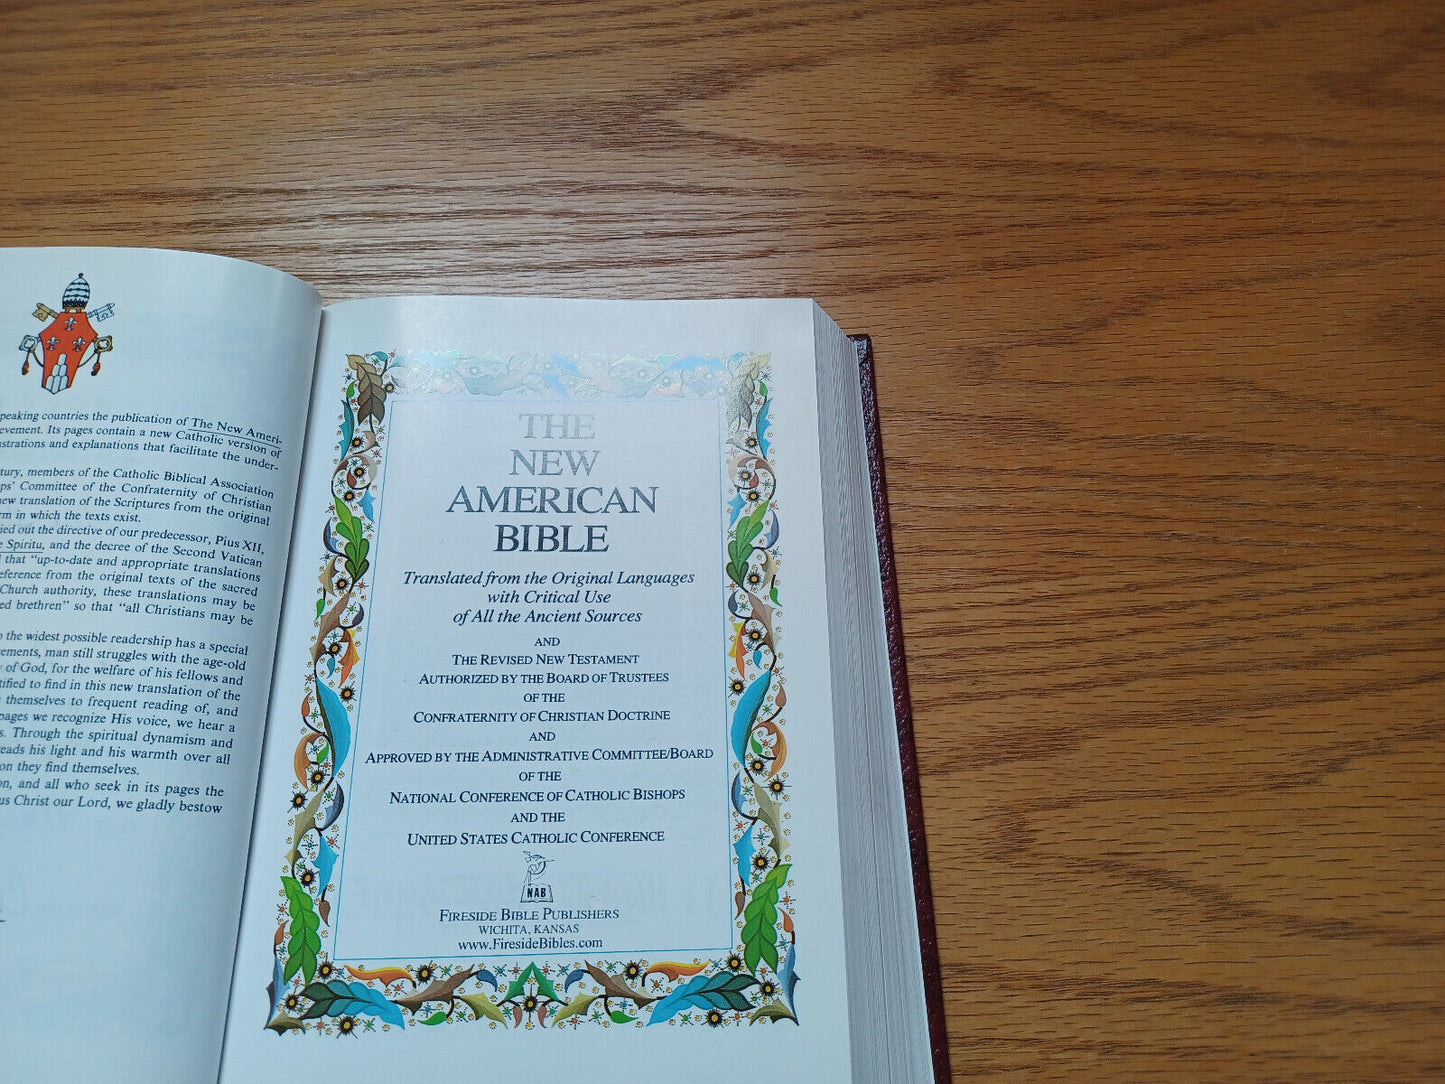 peaking countries the publication of The New Ameri-
evement. Its pages contain a new Catholic version of
strations and explanations that facilitate the under-
tury, members of the Catholic Biblical Association
ps' Committee of the Confraternity of Christian
new translation of the Scriptures from the original
rm in which the texts exist.
ied out the directive of our predecessor, Pius XII,
e Spiritu, and the decree of the Second Vatican
d that "up-to-date and appropriate translations
eference from the original texts of the sacred
Church authority, these translations may be
ed brethren" so that "all Christians may be
o the widest possible readership has a special
ements, man still struggles with the age-old
y of God, for the welfare of his fellows and
tified to find in this new translation of the
themselves to frequent reading of, and
pages we recognize His voice, we hear a
s. Through the spiritual dynamism and
reads his light and his warmth over all
on they find themselves.
on, and all who seek in its pages the
us Christ our Lord, we gladly bestow
THE
NEW
AMERICAN
BIBLE
Translated from the Original Languages
with Critical Use
of All the Ancient Sources
AND
THE REVISED NEW TESTAMENT
AUTHORIZED BY THE BOARD OF TRUSTEES
OF THE
CONFRATERNITY OF CHRISTIAN DOCTRINE
AND
APPROVED BY THE ADMINISTRATIVE COMMITTEE/BOARD
OF THE
NATIONAL CONFERENCE OF CATHOLIC BISHOPS
AND THE
UNITED STATES CATHOLIC CONFERENCE
NAB
FIRESIDE BIBLE PUBLISHERS
WICHITA, KANSAS
www.FiresideBibles.com